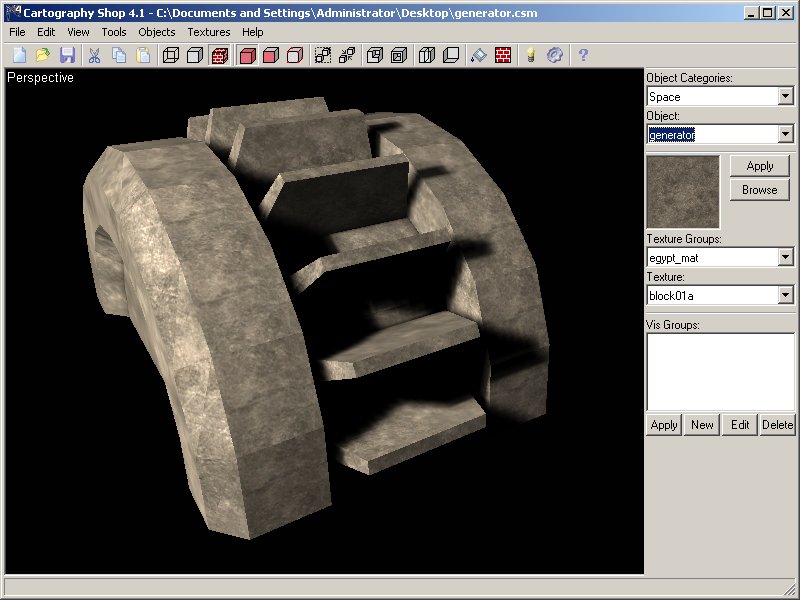 Cartography Shop 4.1 - C:\Documents and Settings\Administrator\Desktop\generator.csm
File Edit View Tools Objects Textures Help
?
Perspective
Object Categories:
Space
Object:
generator
Apply
Browse
Texture Groups:
egypt_mat
Texture:
block01a
Vis Groups:
Apply New Edit Delete